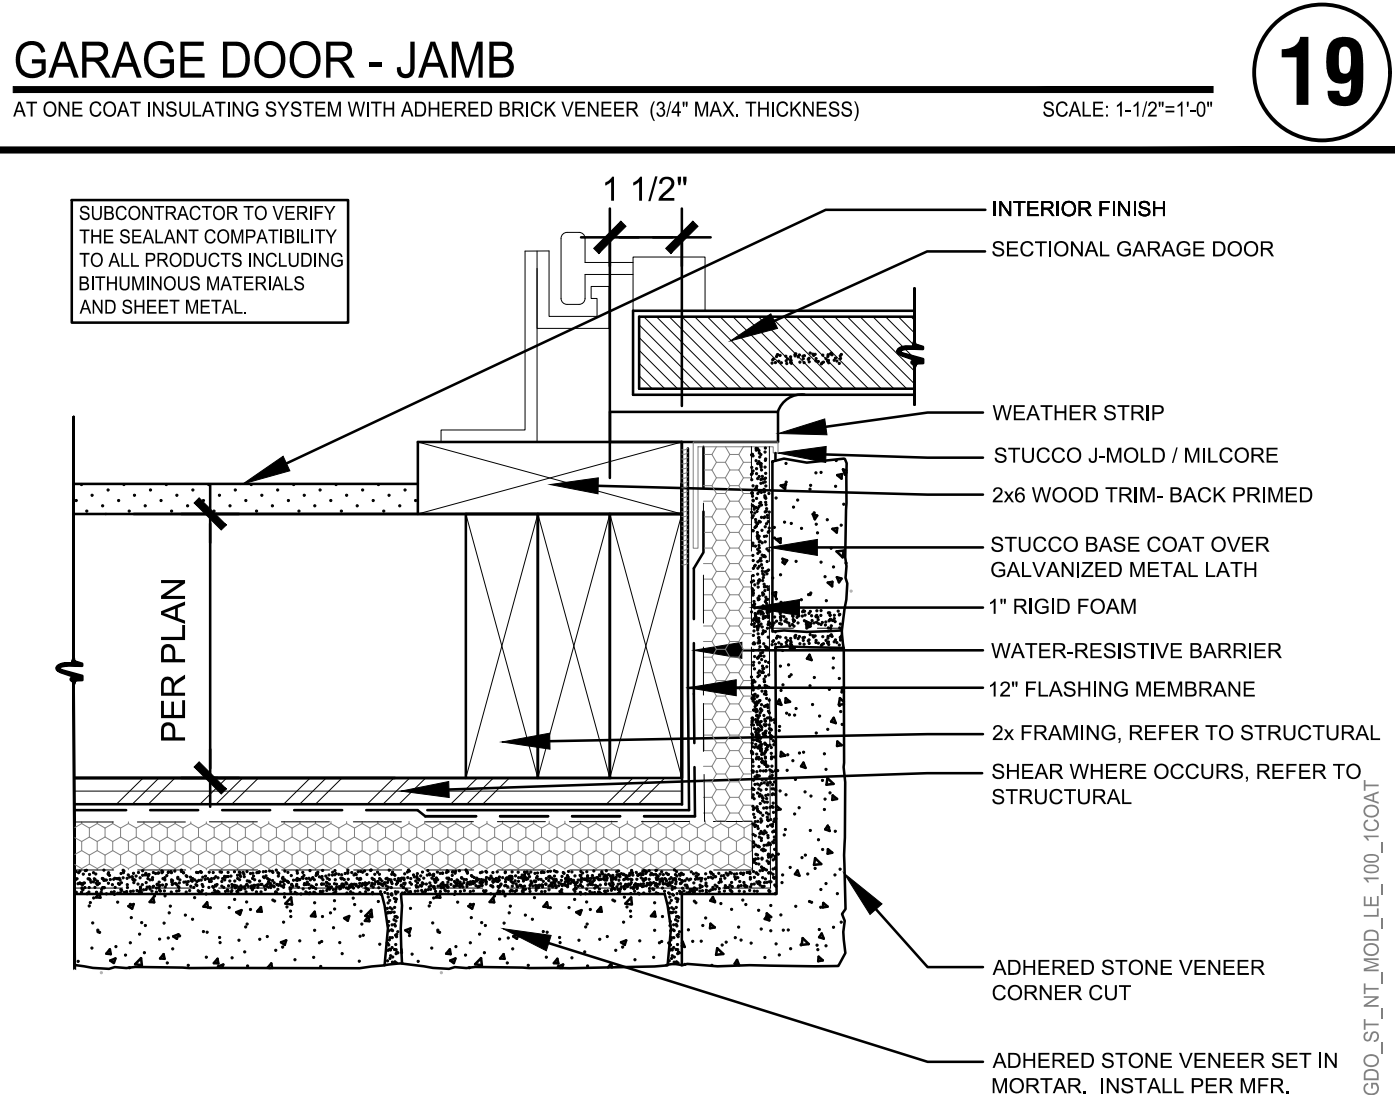 GARAGE DOOR - JAMB
19
AT ONE COAT INSULATING SYSTEM WITH ADHERED BRICK VENEER (3/4" MAX. THICKNESS)
SCALE: 1-1/2"=1'-0"
SUBCONTRACTOR TO VERIFY
THE SEALANT COMPATIBILITY
TO ALL PRODUCTS INCLUDING
BITHUMINOUS MATERIALS
AND SHEET METAL.
1 1/2"
INTERIOR FINISH
SECTIONAL GARAGE DOOR
WEATHER STRIP
STUCCO J-MOLD / MILCORE
2x6 WOOD TRIM- BACK PRIMED
STUCCO BASE COAT OVER
GALVANIZED METAL LATH
1" RIGID FOAM
WATER-RESISTIVE BARRIER
12" FLASHING MEMBRANE
2x FRAMING, REFER TO STRUCTURAL
SHEAR WHERE OCCURS, REFER TO
STRUCTURAL
PER PLAN
ADHERED STONE VENEER
CORNER CUT
ADHERED STONE VENEER SET IN
MORTAR. INSTALL PER MFR.
GDO_ST_NT_MOD_LE_100_1COAT